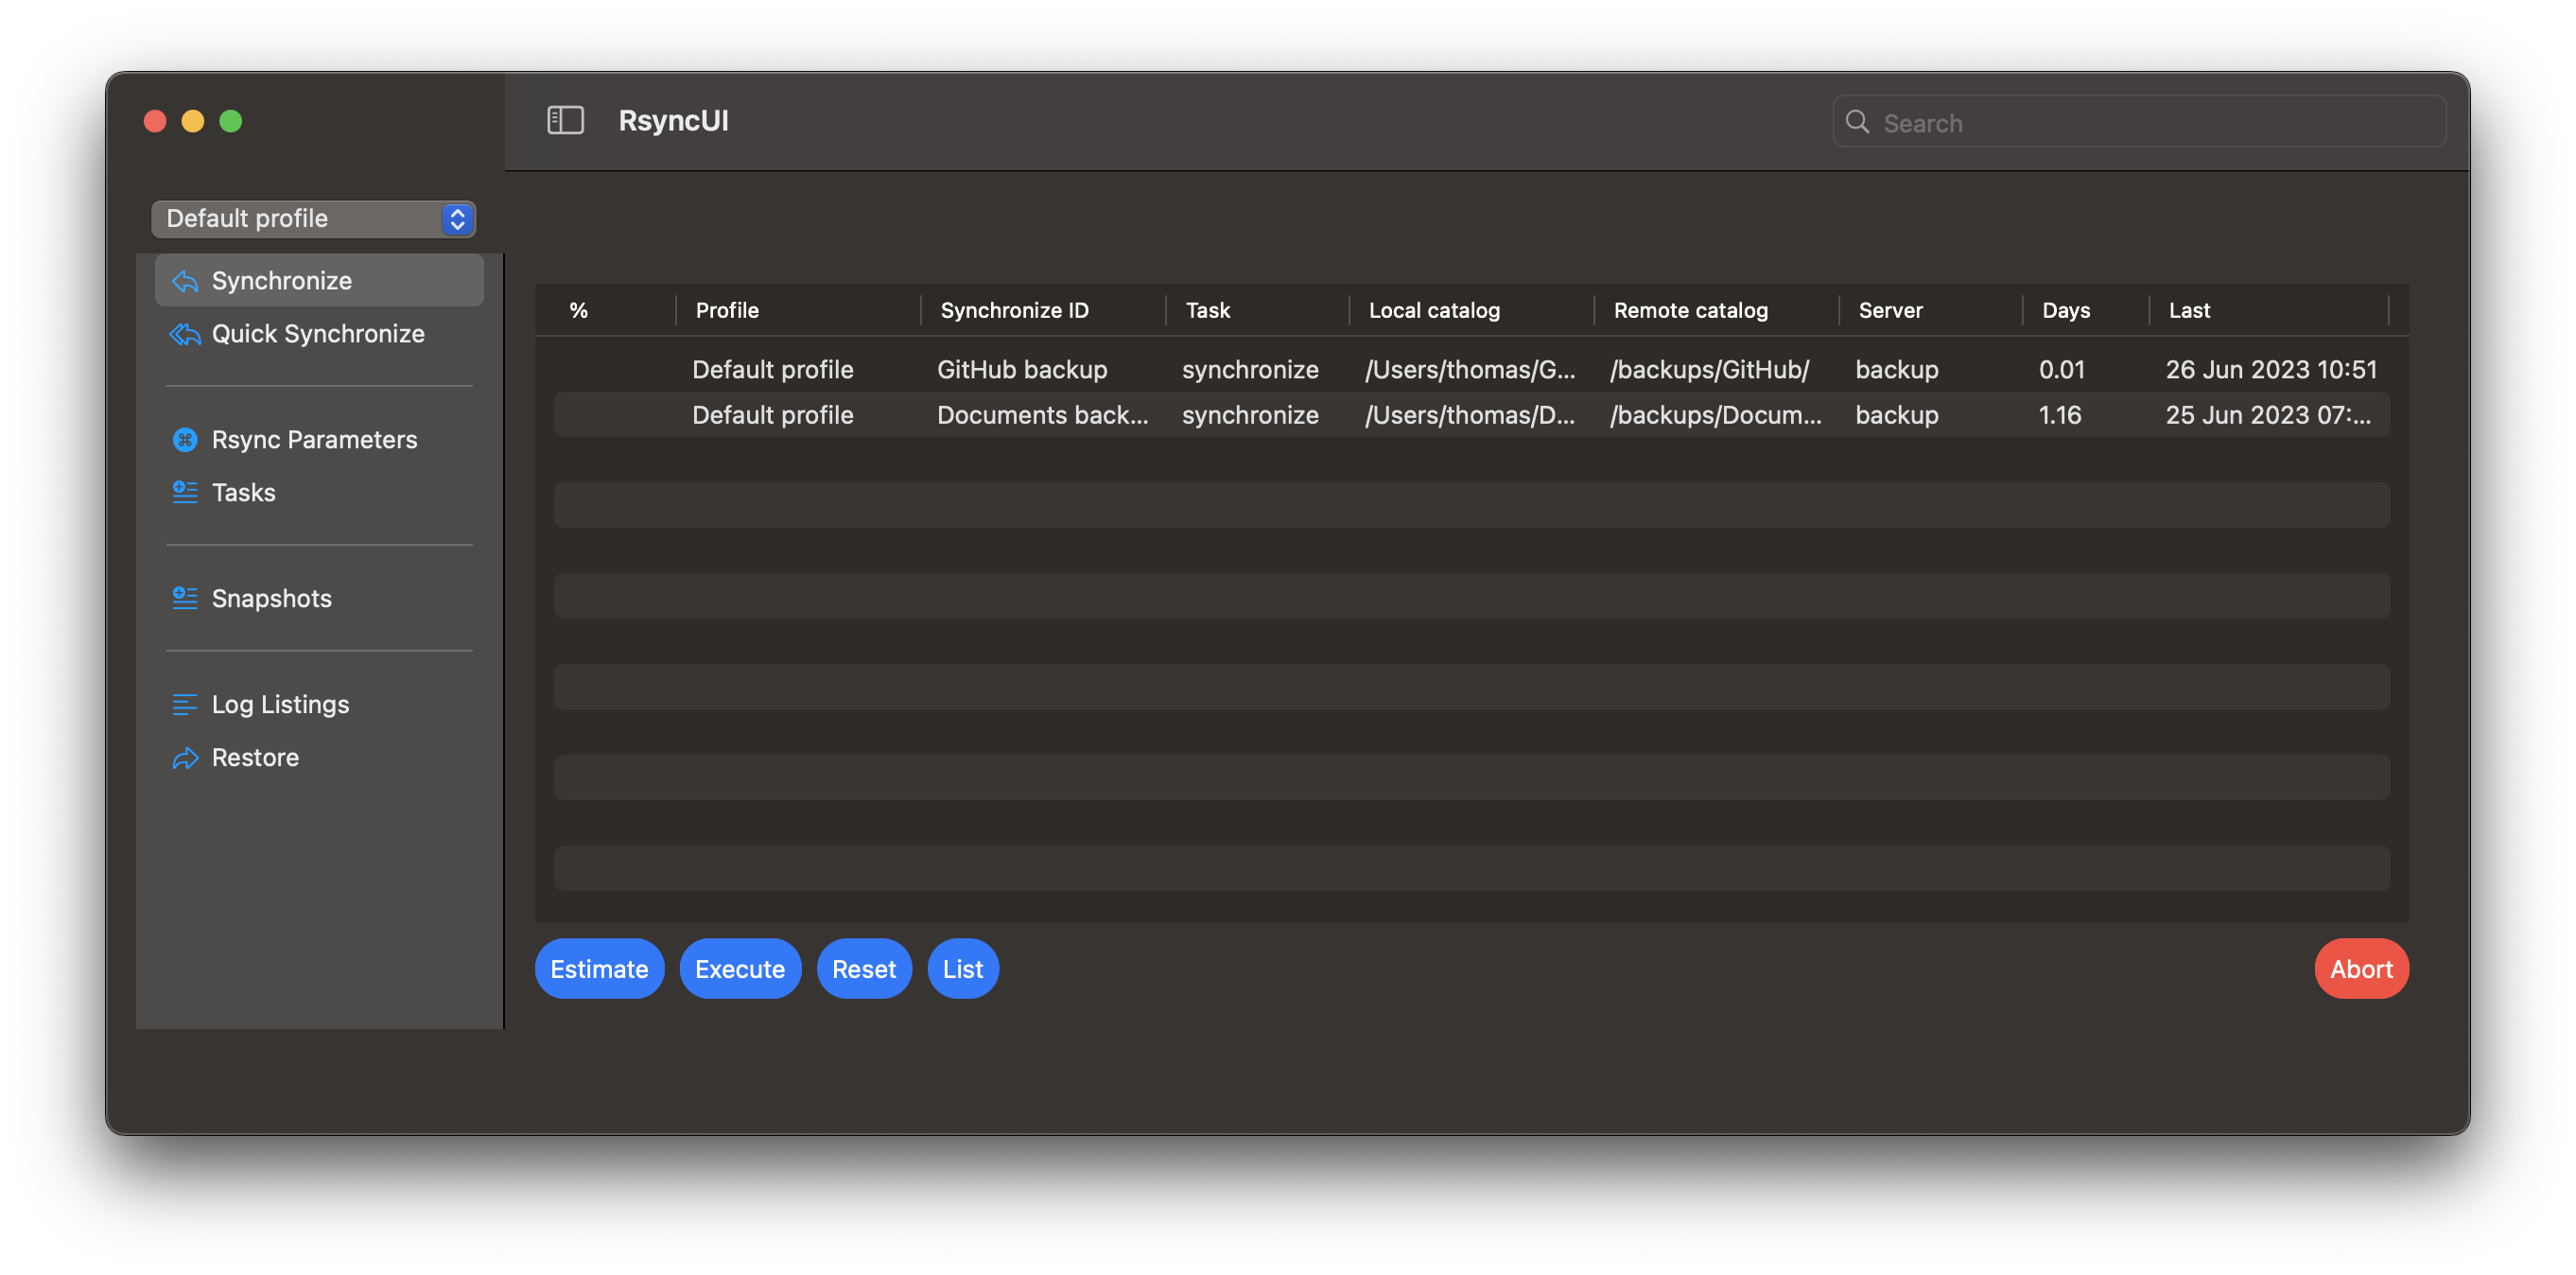 RsyncUI
Search
Default profile
Synchronize
Quick Synchronize
Rsync Parameters
Tasks
Snapshots
Log Listings
Restore
% Profile Synchronize ID Task Local catalog Remote catalog Server Days Last
Default profile GitHub backup synchronize /Users/thomas/G... /backups/GitHub/ backup 0.01 26 Jun 2023 10:51
Default profile Documents back... synchronize /Users/thomas/D... /backups/Docum... backup 1.16 25 Jun 2023 07:...
Estimate Execute Reset List Abort